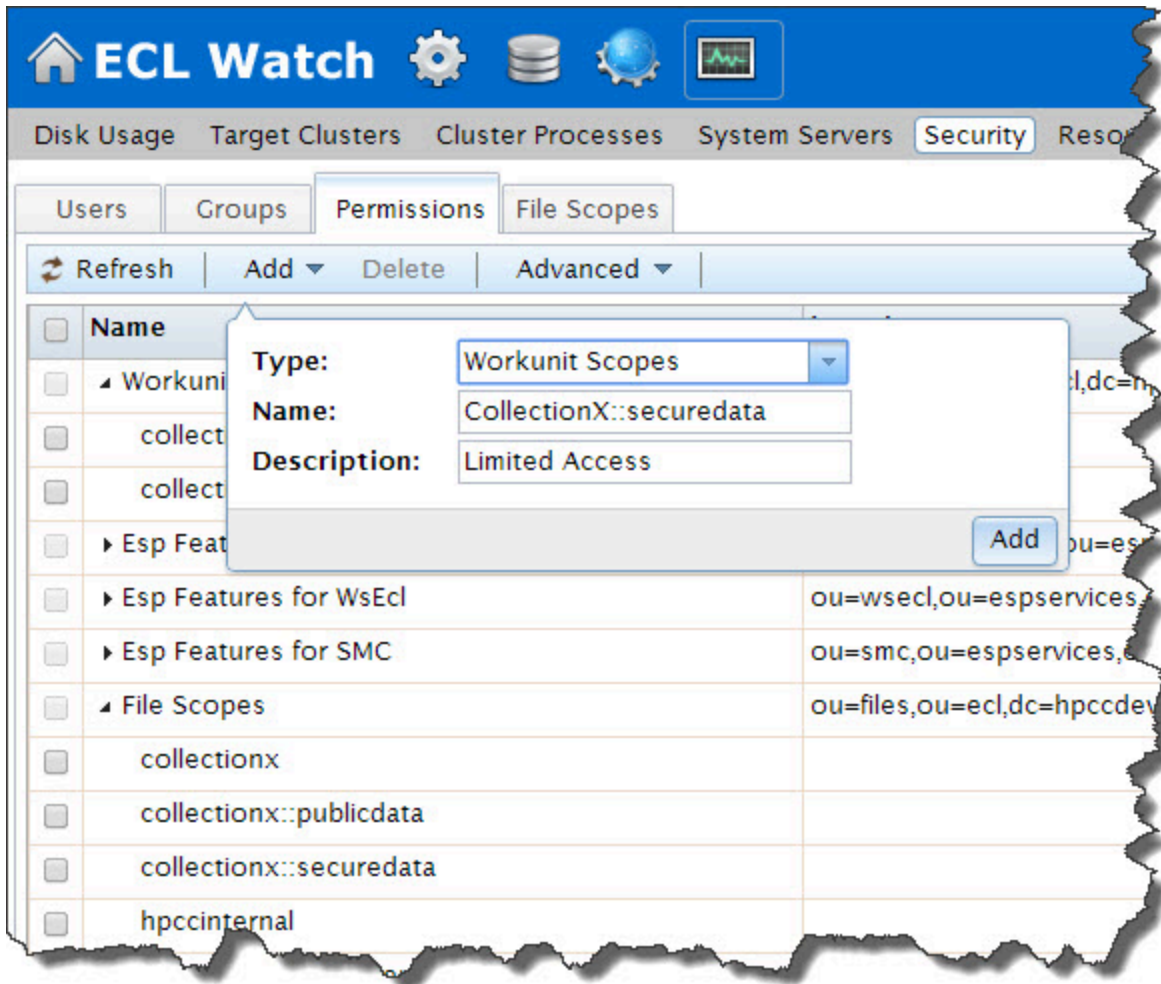 ECL Watch
Disk Usage Target Clusters Cluster Processes System Servers Security
Users Groups Permissions File Scopes
Refresh Add Delete Advanced
Name
Type: Workunit Scopes
Name: CollectionX::securedata
Description: Limited Access
Add
Esp Features for WsEcl ou=wsecl,ou=espservices,
Esp Features for SMC ou=smc,ou=espservices,
File Scopes ou=files,ou=ecl,dc=hpccdev
collectionx
collectionx::publicdata
collectionx::securedata
hpccinternal